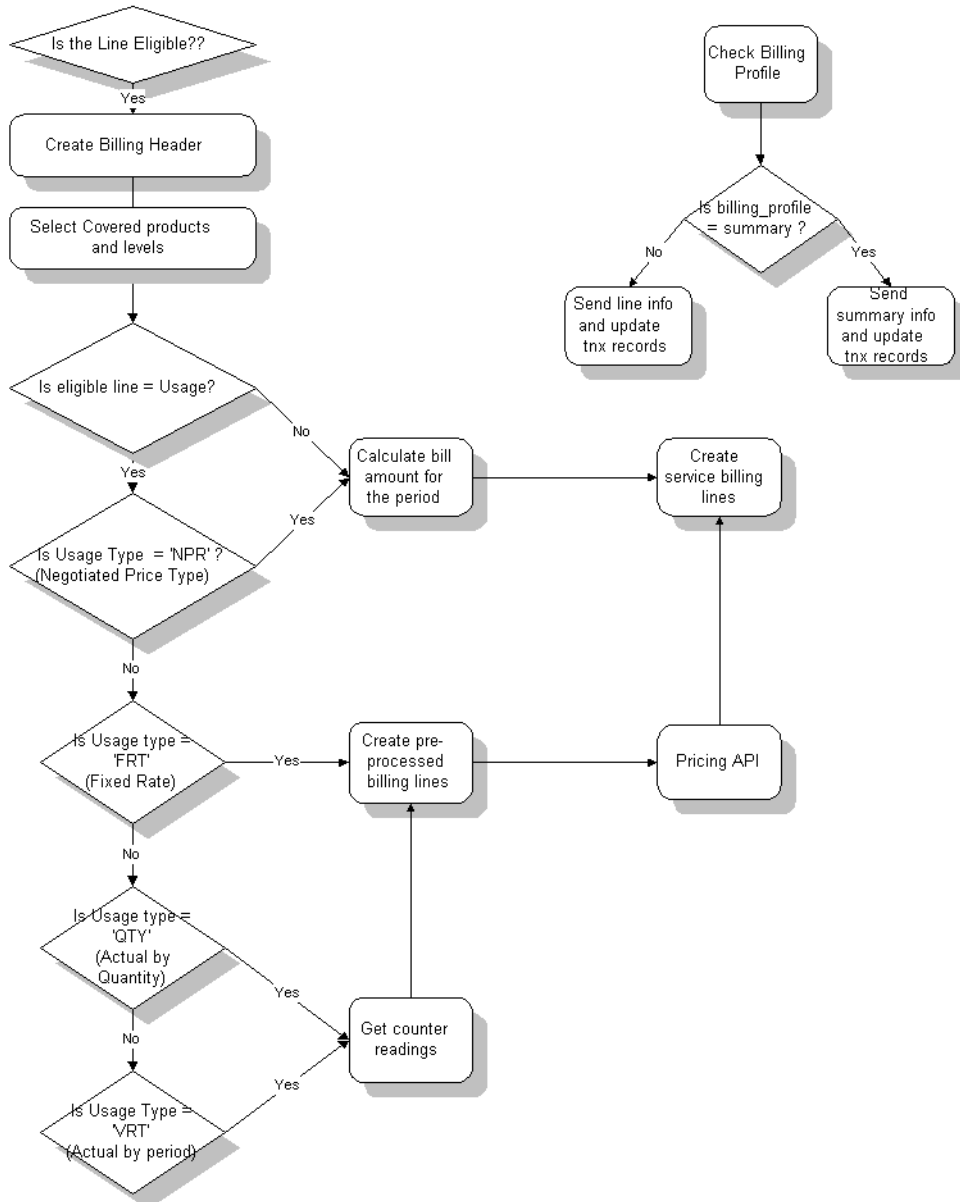 Is the Line Eligible??
Yes
Create Billing Header
Select Covered products
and levels
Is eligible line = Usage?
No
Yes
Is Usage Type = 'NPR' ?
(Negotiated Price Type)
Yes
No
Calculate bill
amount for
the period
Create
service billing
lines
Is Usage type =
'FRT'
(Fixed Rate)
Yes
No
Create pre-
processed
billing lines
Pricing API
Is Usage type =
'QTY'
(Actual by
Quantity)
Yes
No
Get counter
readings
Is Usage Type =
'VRT'
(Actual by period)
Yes
Check Billing
Profile
Is billing_profile
= summary ?
No
Yes
Send line info
and update
tnx records
Send
summary info
and update
tnx records